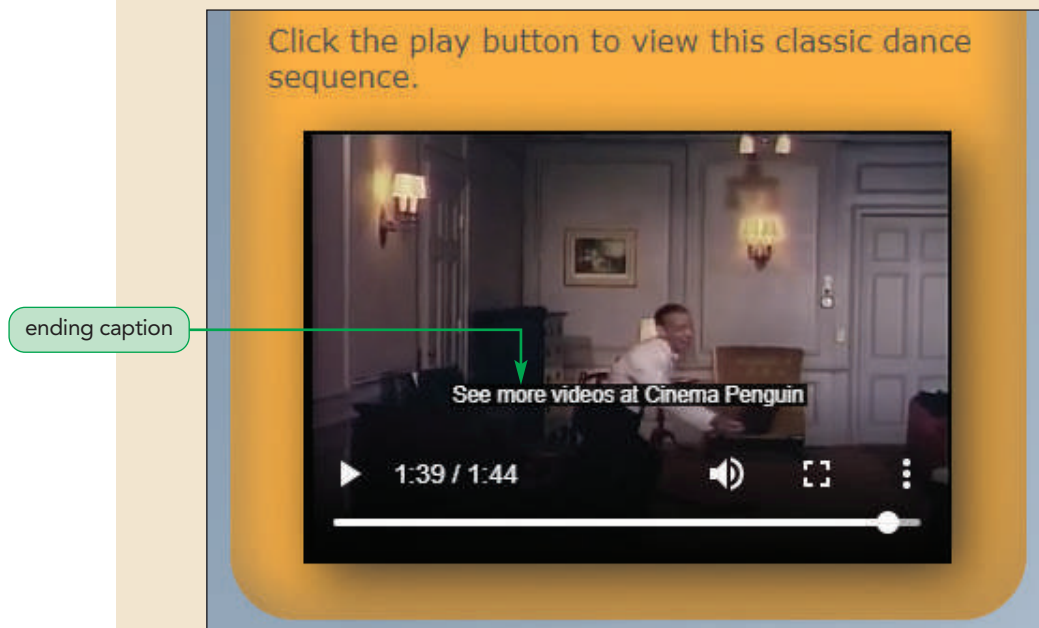 Click the play button to view this classic dance
sequence.
ending caption
See more videos at Cinema Penguin
1:39 / 1:44